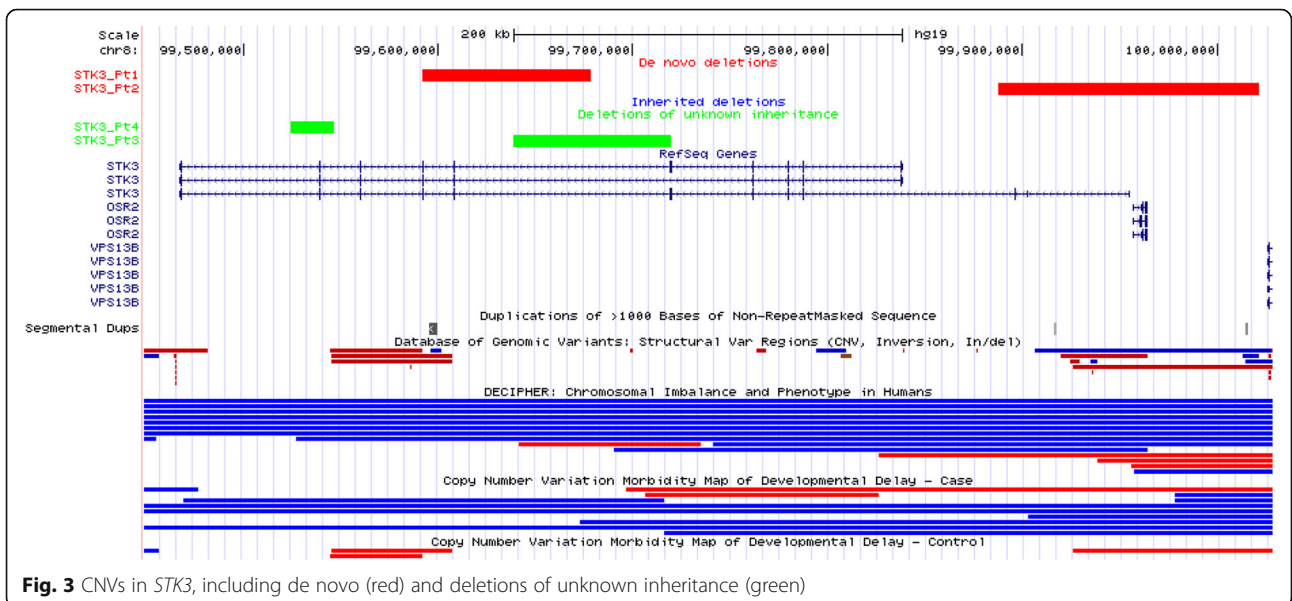 Scale 200 kb hg19
chr8: 99,500,000 99,600,000 99,700,000 99,800,000 99,900,000 100,000,000
De novo deletions
STK3_Pt1
STK3_Pt2
Inherited deletions
Deletions of unknown inheritance
STK3_Pt4
STK3_Pt3
RefSeq Genes
STK3
STK3
STK3
OSR2
OSR2
OSR2
VPS13B
VPS13B
VPS13B
VPS13B
VPS13B
Duplications of >1000 Bases of Non-RepeatMasked Sequence
Segmental Dups
Database of Genomic Variants: Structural Var Regions (CNV, Inversion, In/del)
DECIPHER: Chromosomal Imbalance and Phenotype in Humans
Copy Number Variation Morbidity Map of Developmental Delay - Case
Copy Number Variation Morbidity Map of Developmental Delay - Control
Fig. 3 CNVs in STK3, including de novo (red) and deletions of unknown inheritance (green)